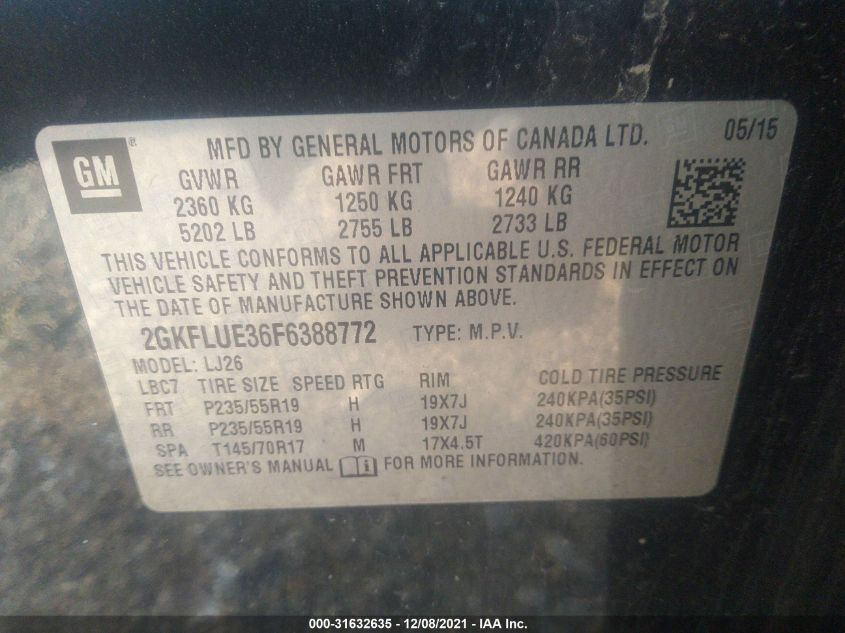 GM ® MFD BY GENERAL MOTORS OF CANADA LTD. 05/15
GVWR GAWR FRT GAWR RR
2360 KG 1250 KG 1240 KG
5202 LB 2755 LB 2733 LB
THIS VEHICLE CONFORMS TO ALL APPLICABLE U.S. FEDERAL MOTOR
VEHICLE SAFETY AND THEFT PREVENTION STANDARDS IN EFFECT ON
THE DATE OF MANUFACTURE SHOWN ABOVE.
2GKFLUE36F6388772 TYPE: M.P.V.
MODEL: LJ26
LBC7 TIRE SIZE SPEED RTG RIM COLD TIRE PRESSURE
FRT P235/55R19 H 19X7J 240KPA(35PSI)
RR P235/55R19 H 19X7J 240KPA(35PSI)
SPA T145/70R17 M 17X4.5T 420KPA(60PSI)
SEE OWNER'S MANUAL i FOR MORE INFORMATION.
000-31632635 - 12/08/2021 - IAA Inc.